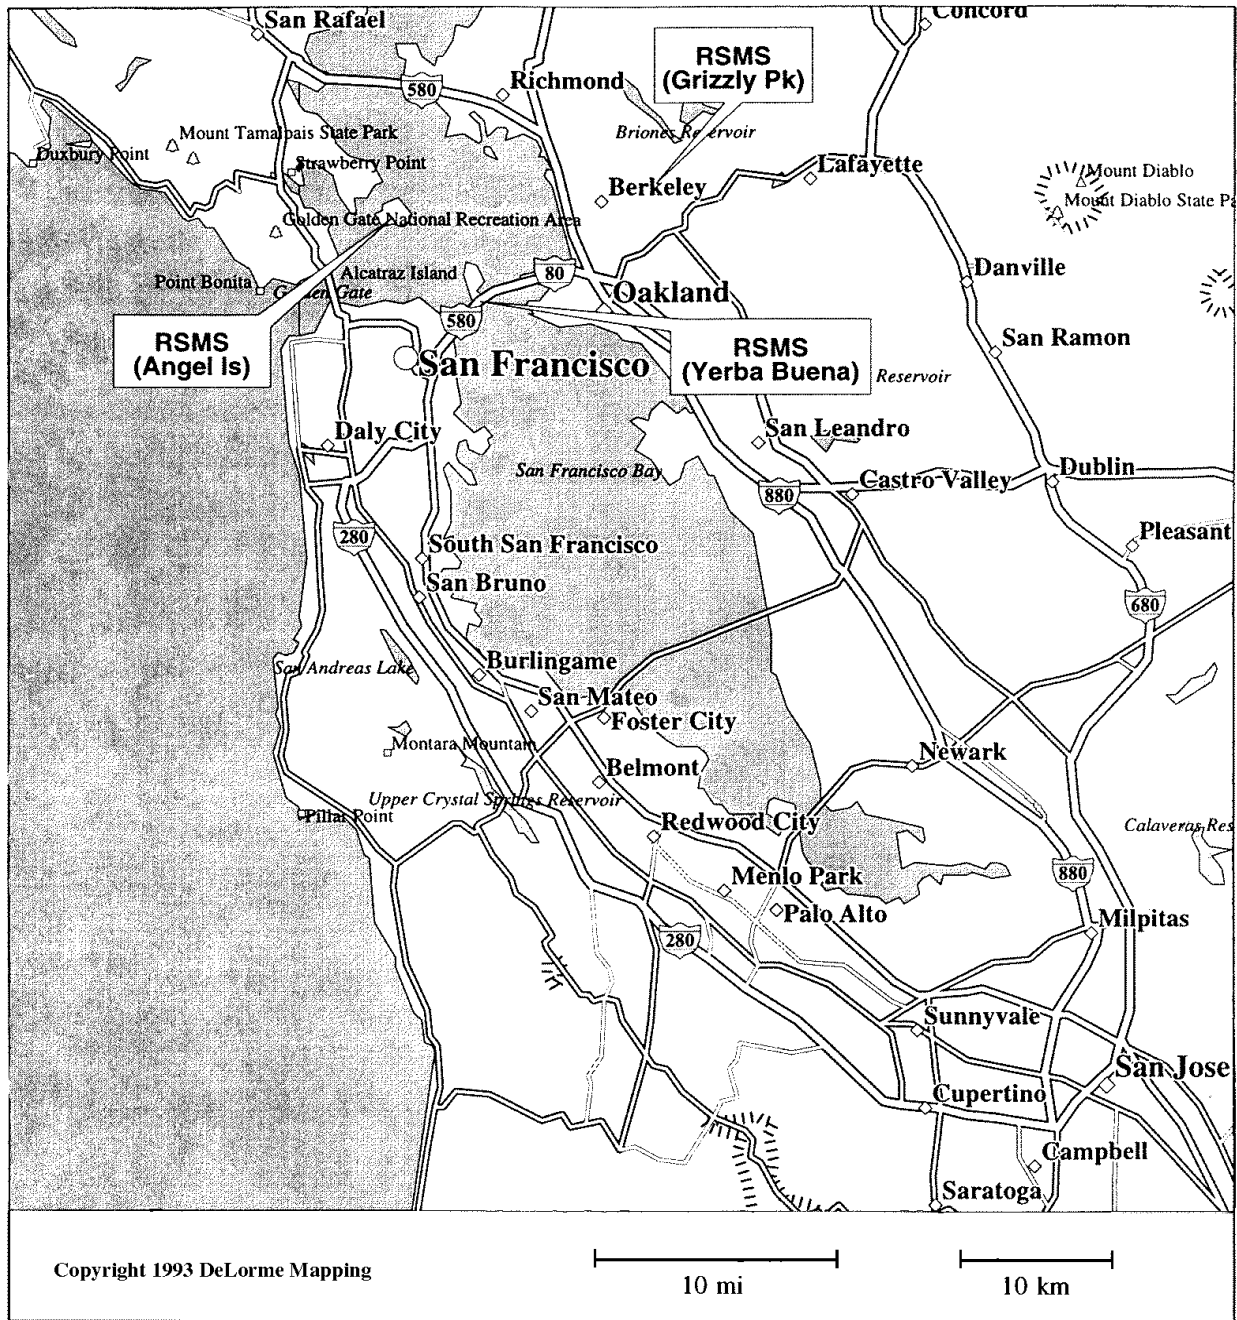 San Rafael
Concord
RSMS
(Grizzly Pk)
580
Richmond
Mount Tamalpais State Park
Briones Reservoir
Duxbury Point
Strawberry Point
Lafayette
Mount Diablo
Berkeley
Mount Diablo State Pa
Golden Gate National Recreation Area
Point Bonita
Alcatraz Island
80
Danville
Golden Gate
Oakland
580
RSMS
(Angel Is)
San Francisco
RSMS
(Yerba Buena)
San Ramon
Reservoir
Daly City
San Leandro
San Francisco Bay
Dublin
880
Castro Valley
280
South San Francisco
Pleasant
San Bruno
680
San Andreas Lake
Burlingame
San Mateo
Foster City
Montara Mountain
Newark
Belmont
Upper Crystal Springs Reservoir
Pillar Point
Redwood City
Calaveras Res
Menlo Park
880
Palo Alto
Milpitas
280
Sunnyvale
San Jose
Cupertino
Campbell
Saratoga
Copyright 1993 DeLorme Mapping
10 mi
10 km